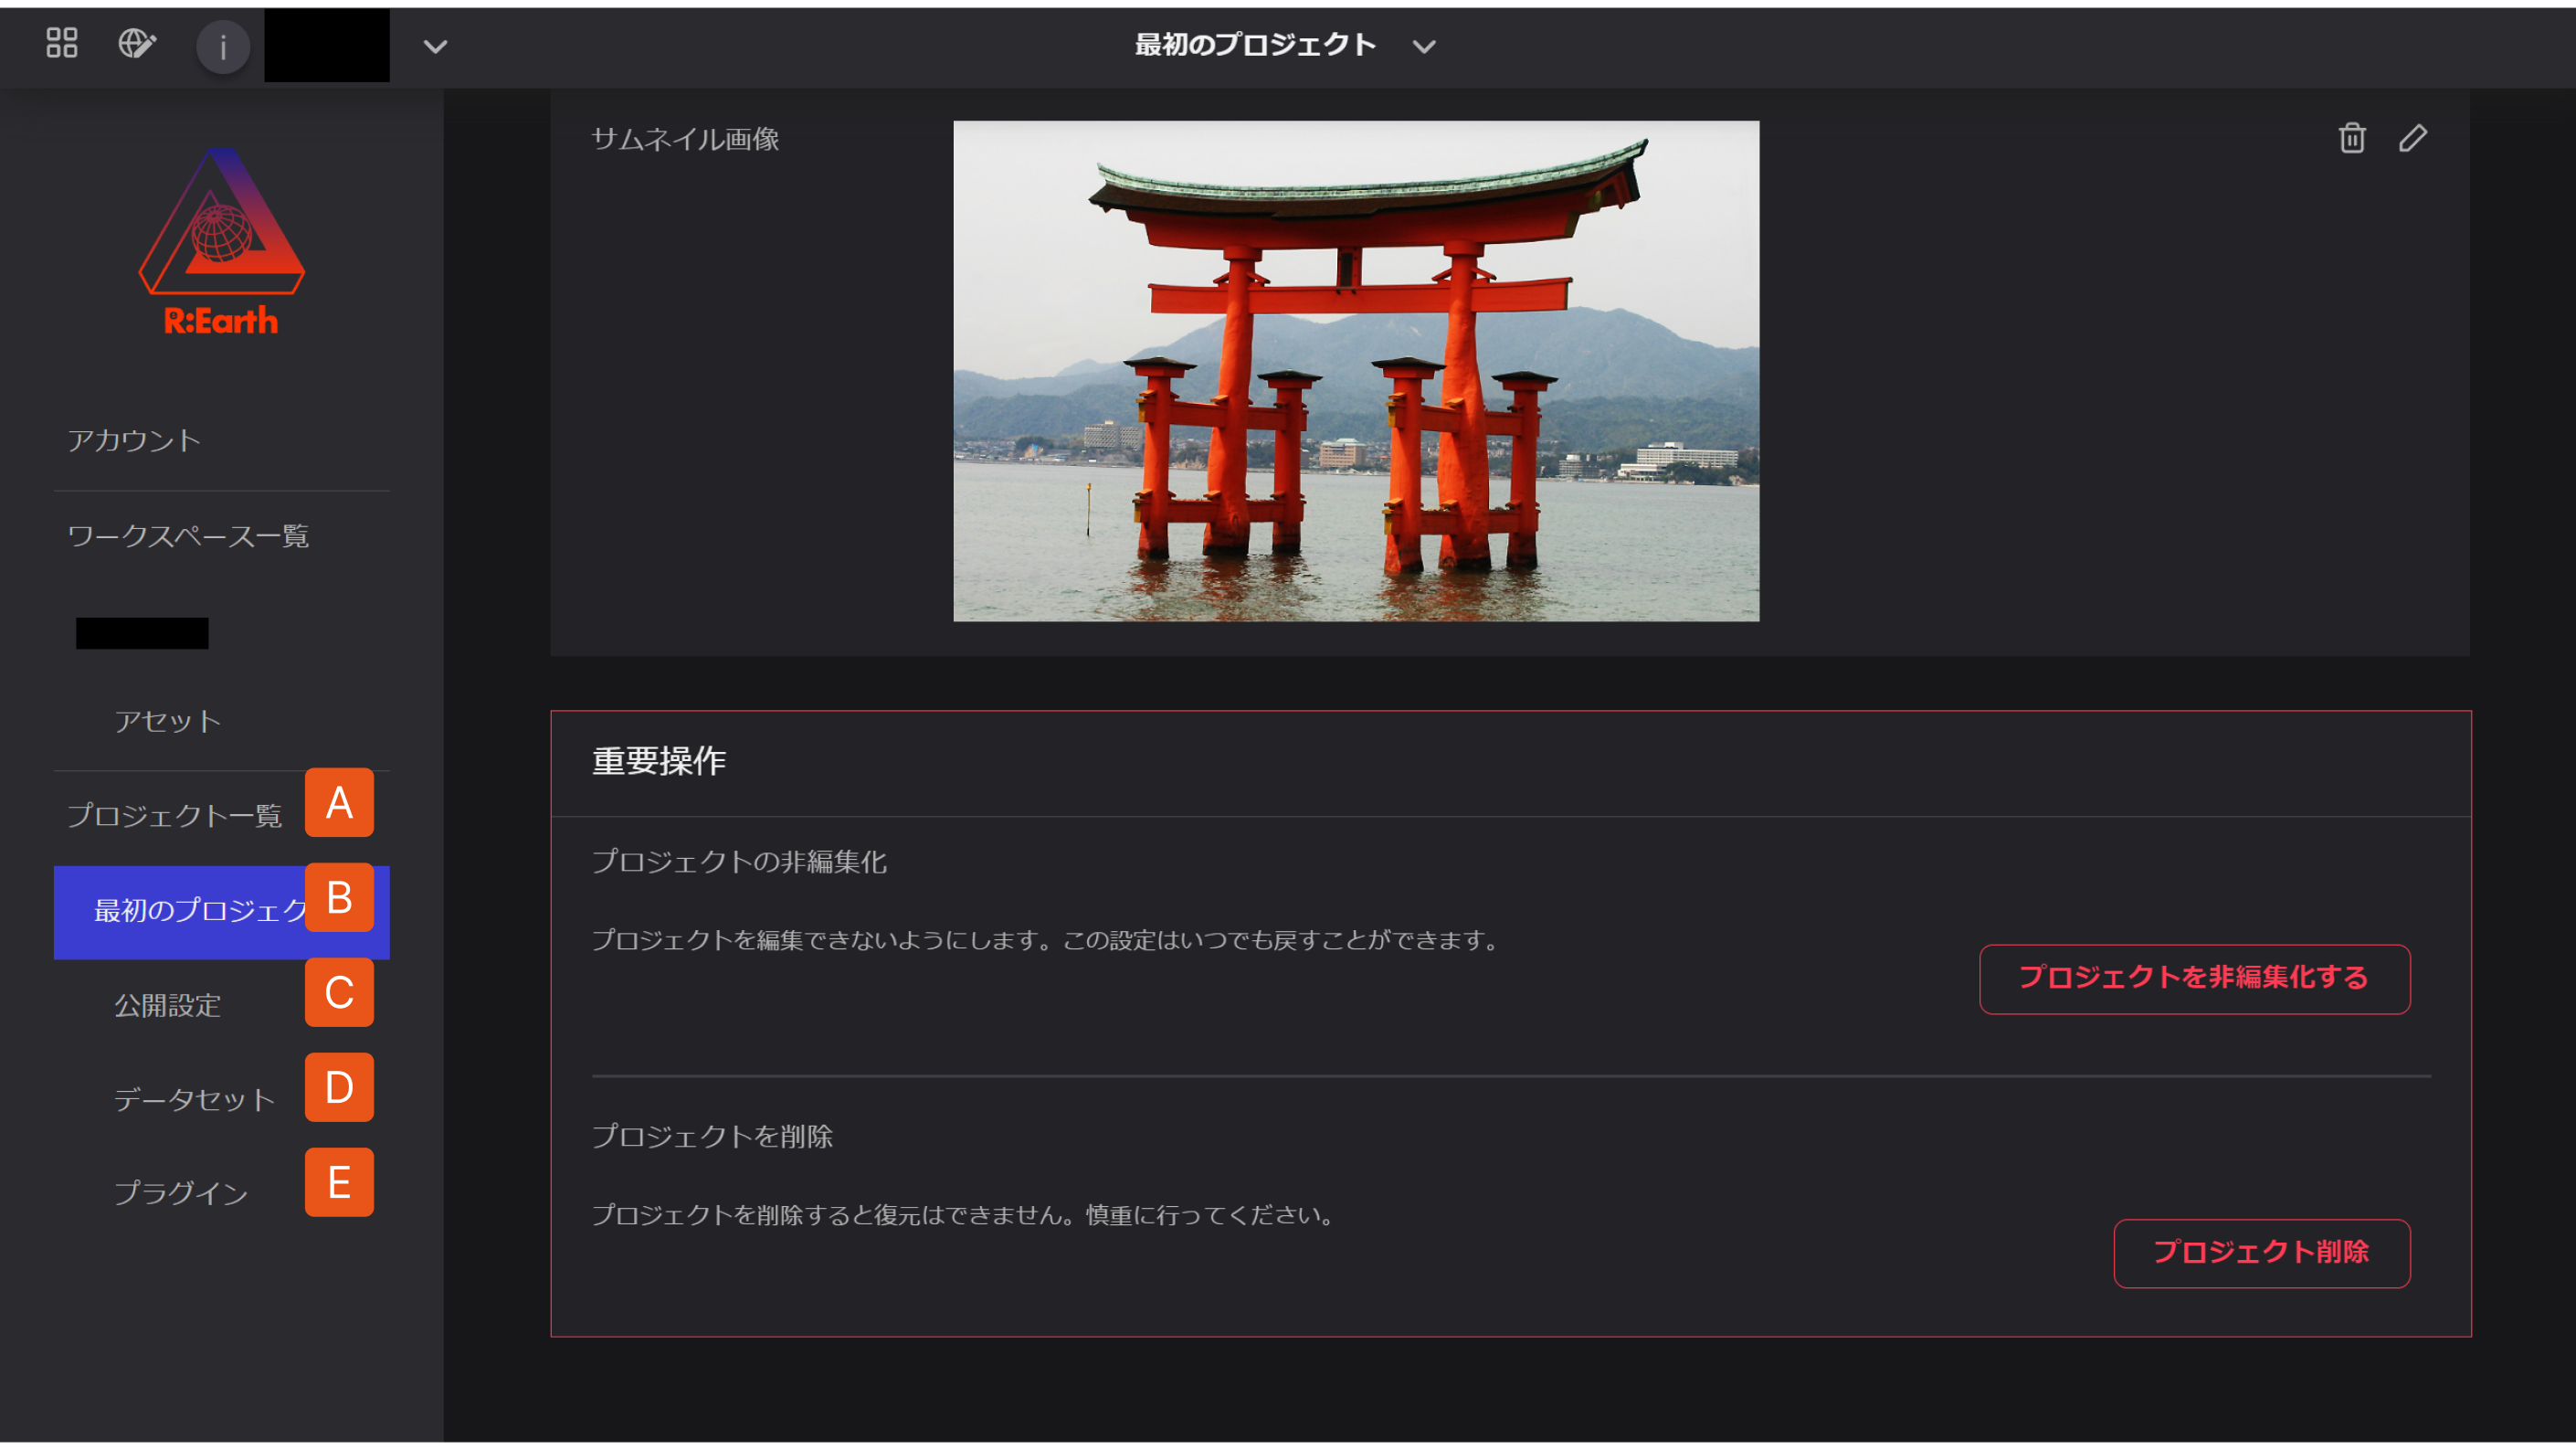 i
最初のプロジェクト
R:Earth
アカウント
ワークスペース一覧
アセット
プロジェクト一覧 A
最初のプロジェク B
公開設定 C
データセット D
プラグイン E
サムネイル画像
重要操作
プロジェクトの非編集化
プロジェクトを編集できないようにします。この設定はいつでも戻すことができます。
プロジェクトを非編集化する
プロジェクトを削除
プロジェクトを削除すると復元はできません。慎重に行ってください。
プロジェクト削除